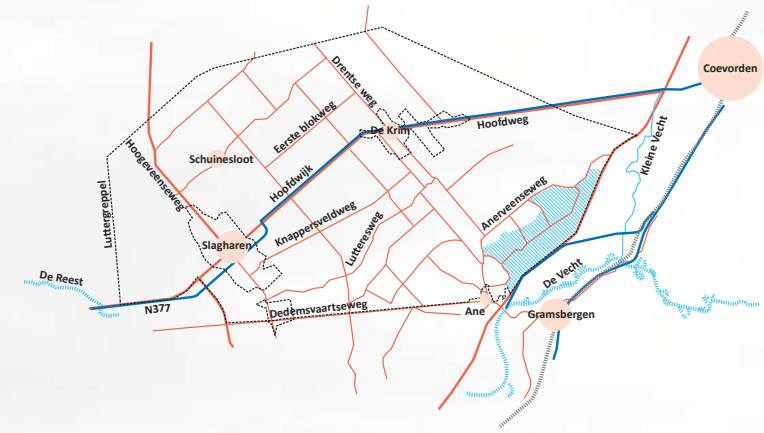 Coevorden
Drentse weg
Hoofdweg
De Krim
Eerste blokweg
Kleine Vecht
Hoogeveenseweg
Schuinesloot
Hoofdwijk
Anerveenseweg
Luttergreppel
Knappersveldweg
Lutteresweg
Slagharen
De Reest
De Vecht
N377
Dedemsvaartseweg
Ane
Gramsbergen